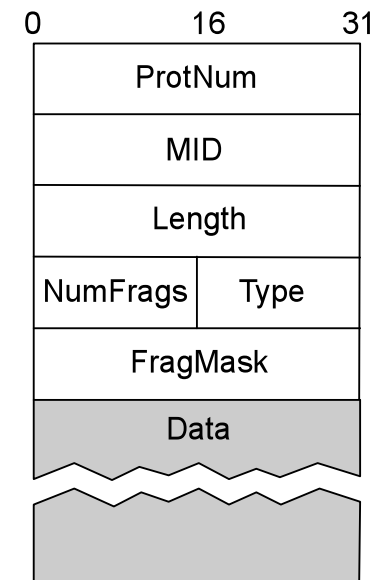 0 16 31
ProtNum
MID
Length
NumFrags Type
FragMask
Data